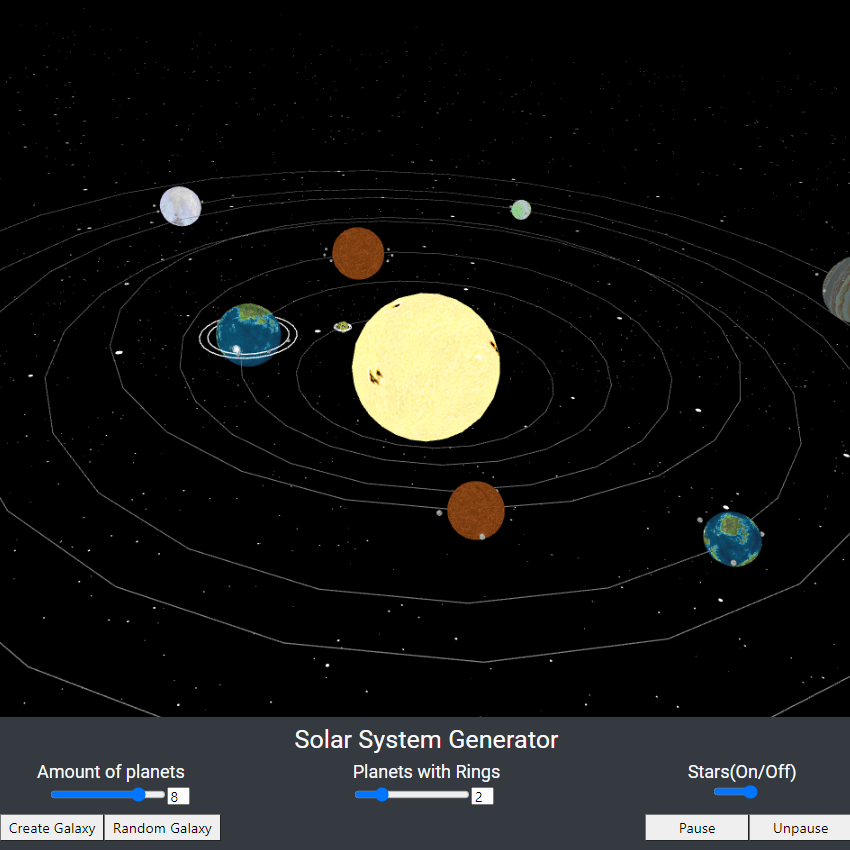 Solar System Generator
Amount of planets
8
Planets with Rings
2
Stars(On/Off)
Create Galaxy
Random Galaxy
Pause
Unpause